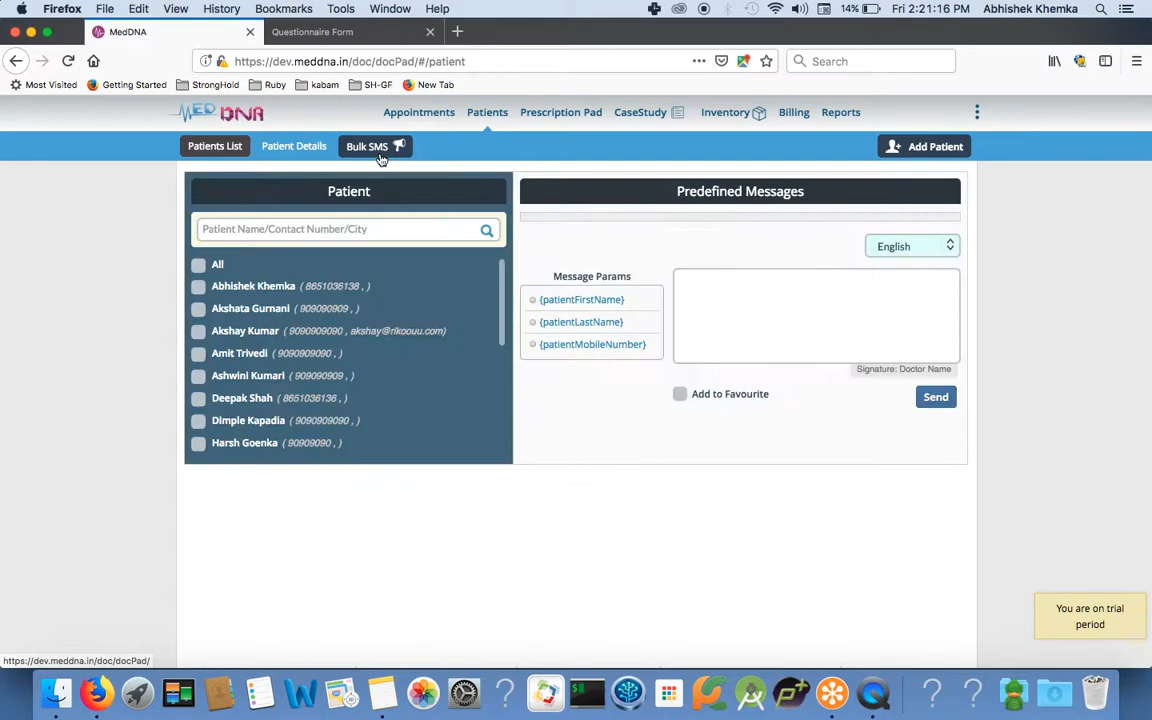 Firefox File Edit View History Bookmarks Tools Window Help 14% Fri 2:21:16 PM Abhishek Khemka
MedDNA Questionnaire Form
https://dev.meddna.in/doc/docPad/#/patient Search
Most Visited Getting Started StrongHold Ruby kabam SH-GF New Tab
MED DNA Appointments Patients Prescription Pad CaseStudy Inventory Billing Reports
Patients List Patient Details Bulk SMS Add Patient
Patient
Patient Name/Contact Number/City
All
Abhishek Khemka ( 8651036138 , )
Akshata Gurnani ( 909090909 , )
Akshay Kumar ( 9090909090 , akshay@rikoouu.com)
Amit Trivedi ( 9090909090 , )
Ashwini Kumari ( 909090909 , )
Deepak Shah ( 8651036136 , )
Dimple Kapadia ( 9090909090 , )
Harsh Goenka ( 90909090 , )
Predefined Messages
English
Message Params
{patientFirstName}
{patientLastName}
{patientMobileNumber}
Signature: Doctor Name
Add to Favourite Send
You are on trial
period
https://dev.meddna.in/doc/docPad/